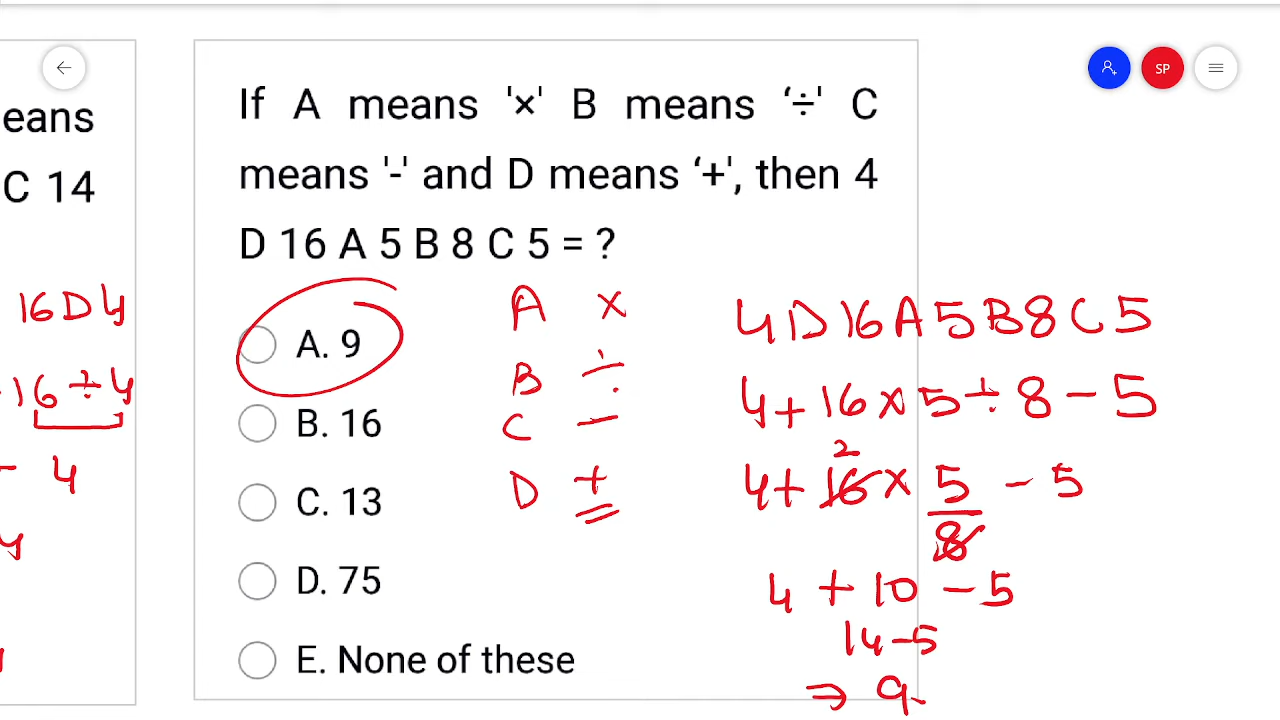 eans
C 14
16D4
16÷4
4
SP
If A means '×' B means ‘÷' C
means '-' and D means ‘+', then 4
D 16 A 5 B 8 C 5 = ?
A. 9
B. 16
C. 13
D. 75
E. None of these
A ×
B ÷
C −
D +
4D16A5B8C5
4+16×5÷8−5
2
4+16×5/8−5
4+10−5
14−5
⇒ 9